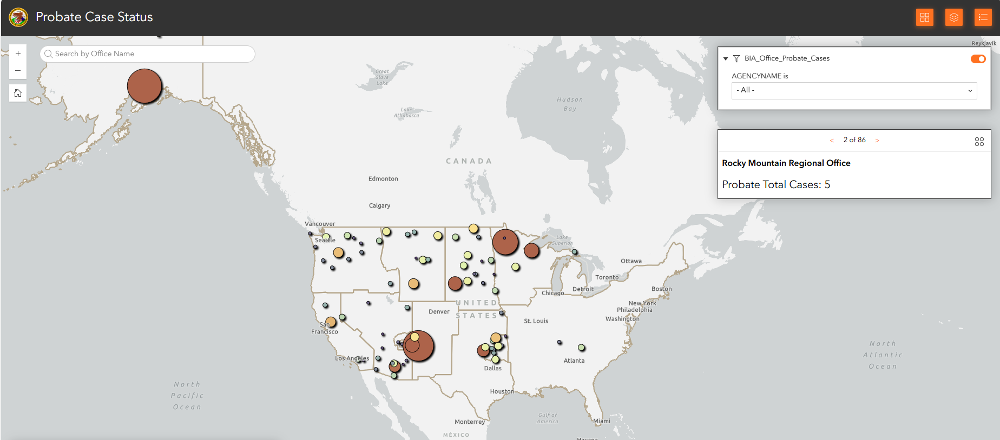 Probate Case Status
Search by Office Name
BIA_Office_Probate_Cases
AGENCYNAME is
- All -
< 2 of 86 >
Rocky Mountain Regional Office
Probate Total Cases: 5
Reykjavik
Great
Slave
Lake
Lake
Athabasca
Hudson
Bay
CANADA
Edmonton
Calgary
Vancouver
Seattle
Lake
Superior
Ottawa
Toronto
Detroit
Chicago
Boston
New York
Philadelphia
Washington
UNITED
STATES
Denver
St. Louis
San
Francisco
Los Angeles
Atlanta
Dallas
Houston
North
Pacific
Ocean
North
Atlantic
Ocean
Gulf of
America
Miami
Monterrey
MÉXICO
Havana